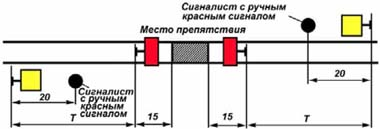 Сигналист с ручным
красным сигналом
Место препятствия
20
20
Сигналист
с ручным
красным
сигналом
Т
15
15
Т